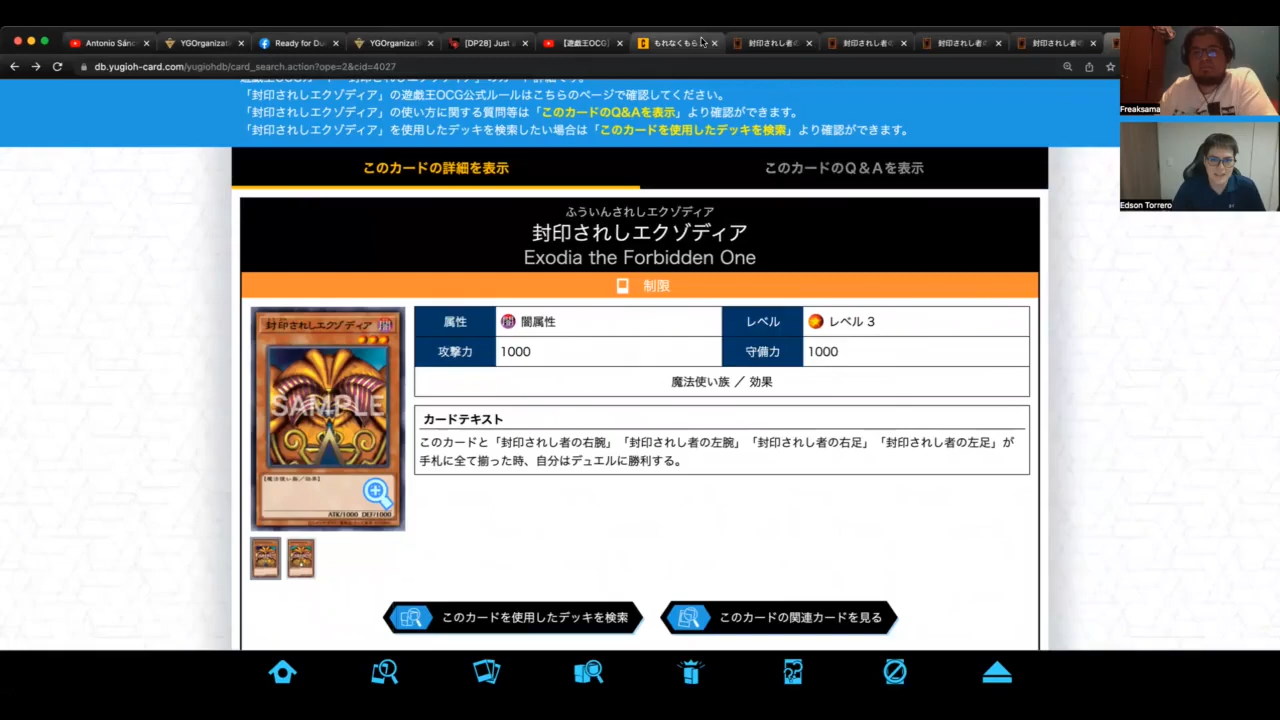 Antonio Sánc
YGOrganizati
Ready for Du
YGOrganizati
[DP28] Just a
【遊戯王OCG】
もれなくもらえ
封印されし者の
封印されし者の
封印されし者の
封印されし者の
db.yugioh-card.com/yugiohdb/card_search.action?ope=2&cid=4027
「封印されしエクゾディア」の遊戯王OCG公式ルールはこちらのページで確認してください。
「封印されしエクゾディア」の使い方に関する質問等は「このカードのQ&Aを表示」より確認ができます。
「封印されしエクゾディア」を使用したデッキを検索したい場合は「このカードを使用したデッキを検索」より確認ができます。
Freaksama
Edson Torrero
このカードの詳細を表示
このカードのQ&Aを表示
ふういんされしエクゾディア
封印されしエクゾディア
Exodia the Forbidden One
制限
封印されしエクゾディア
属性
闇属性
レベル
レベル 3
攻撃力
1000
守備力
1000
魔法使い族 ／ 効果
SAMPLE
カードテキスト
このカードと「封印されし者の右腕」「封印されし者の左腕」「封印されし者の右足」「封印されし者の左足」が
手札に全て揃った時、自分はデュエルに勝利する。
【魔法使い族／効果】
ATK/1000 DEF/1000
このカードを使用したデッキを検索
このカードの関連カードを見る